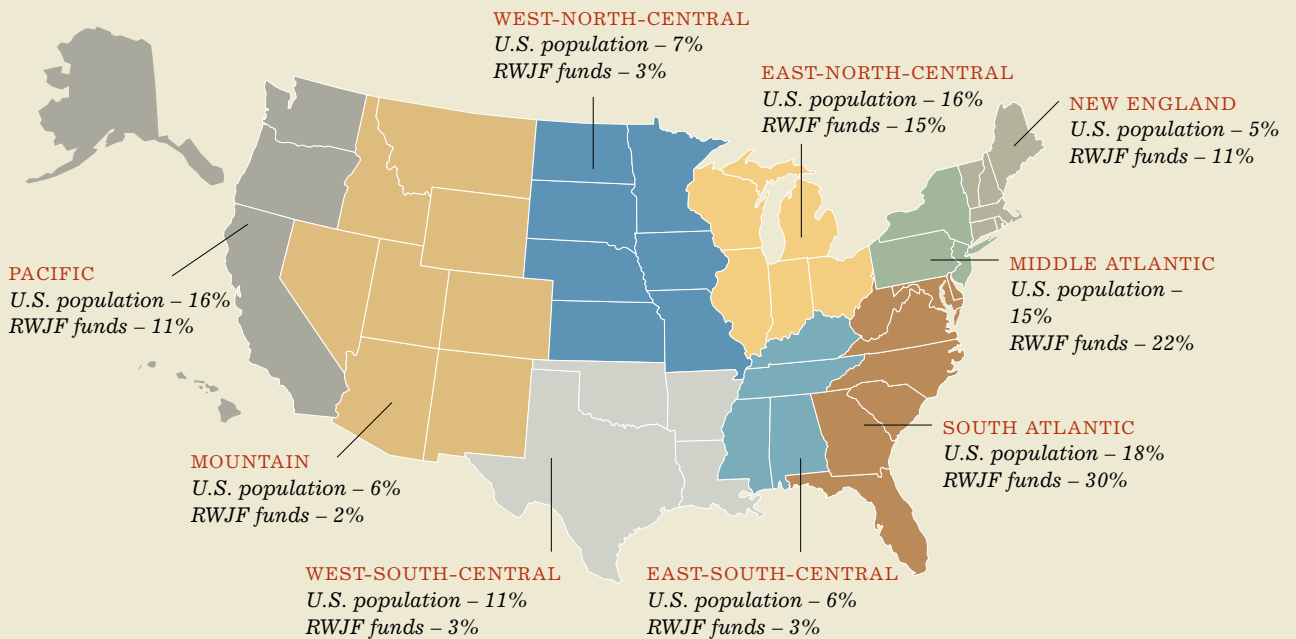 WEST-NORTH-CENTRAL
U.S. population – 7%
RWJF funds – 3%
EAST-NORTH-CENTRAL
U.S. population – 16%
RWJF funds – 15%
NEW ENGLAND
U.S. population – 5%
RWJF funds – 11%
PACIFIC
U.S. population – 16%
RWJF funds – 11%
MIDDLE ATLANTIC
U.S. population –
15%
RWJF funds – 22%
SOUTH ATLANTIC
U.S. population – 18%
RWJF funds – 30%
MOUNTAIN
U.S. population – 6%
RWJF funds – 2%
WEST-SOUTH-CENTRAL
U.S. population – 11%
RWJF funds – 3%
EAST-SOUTH-CENTRAL
U.S. population – 6%
RWJF funds – 3%